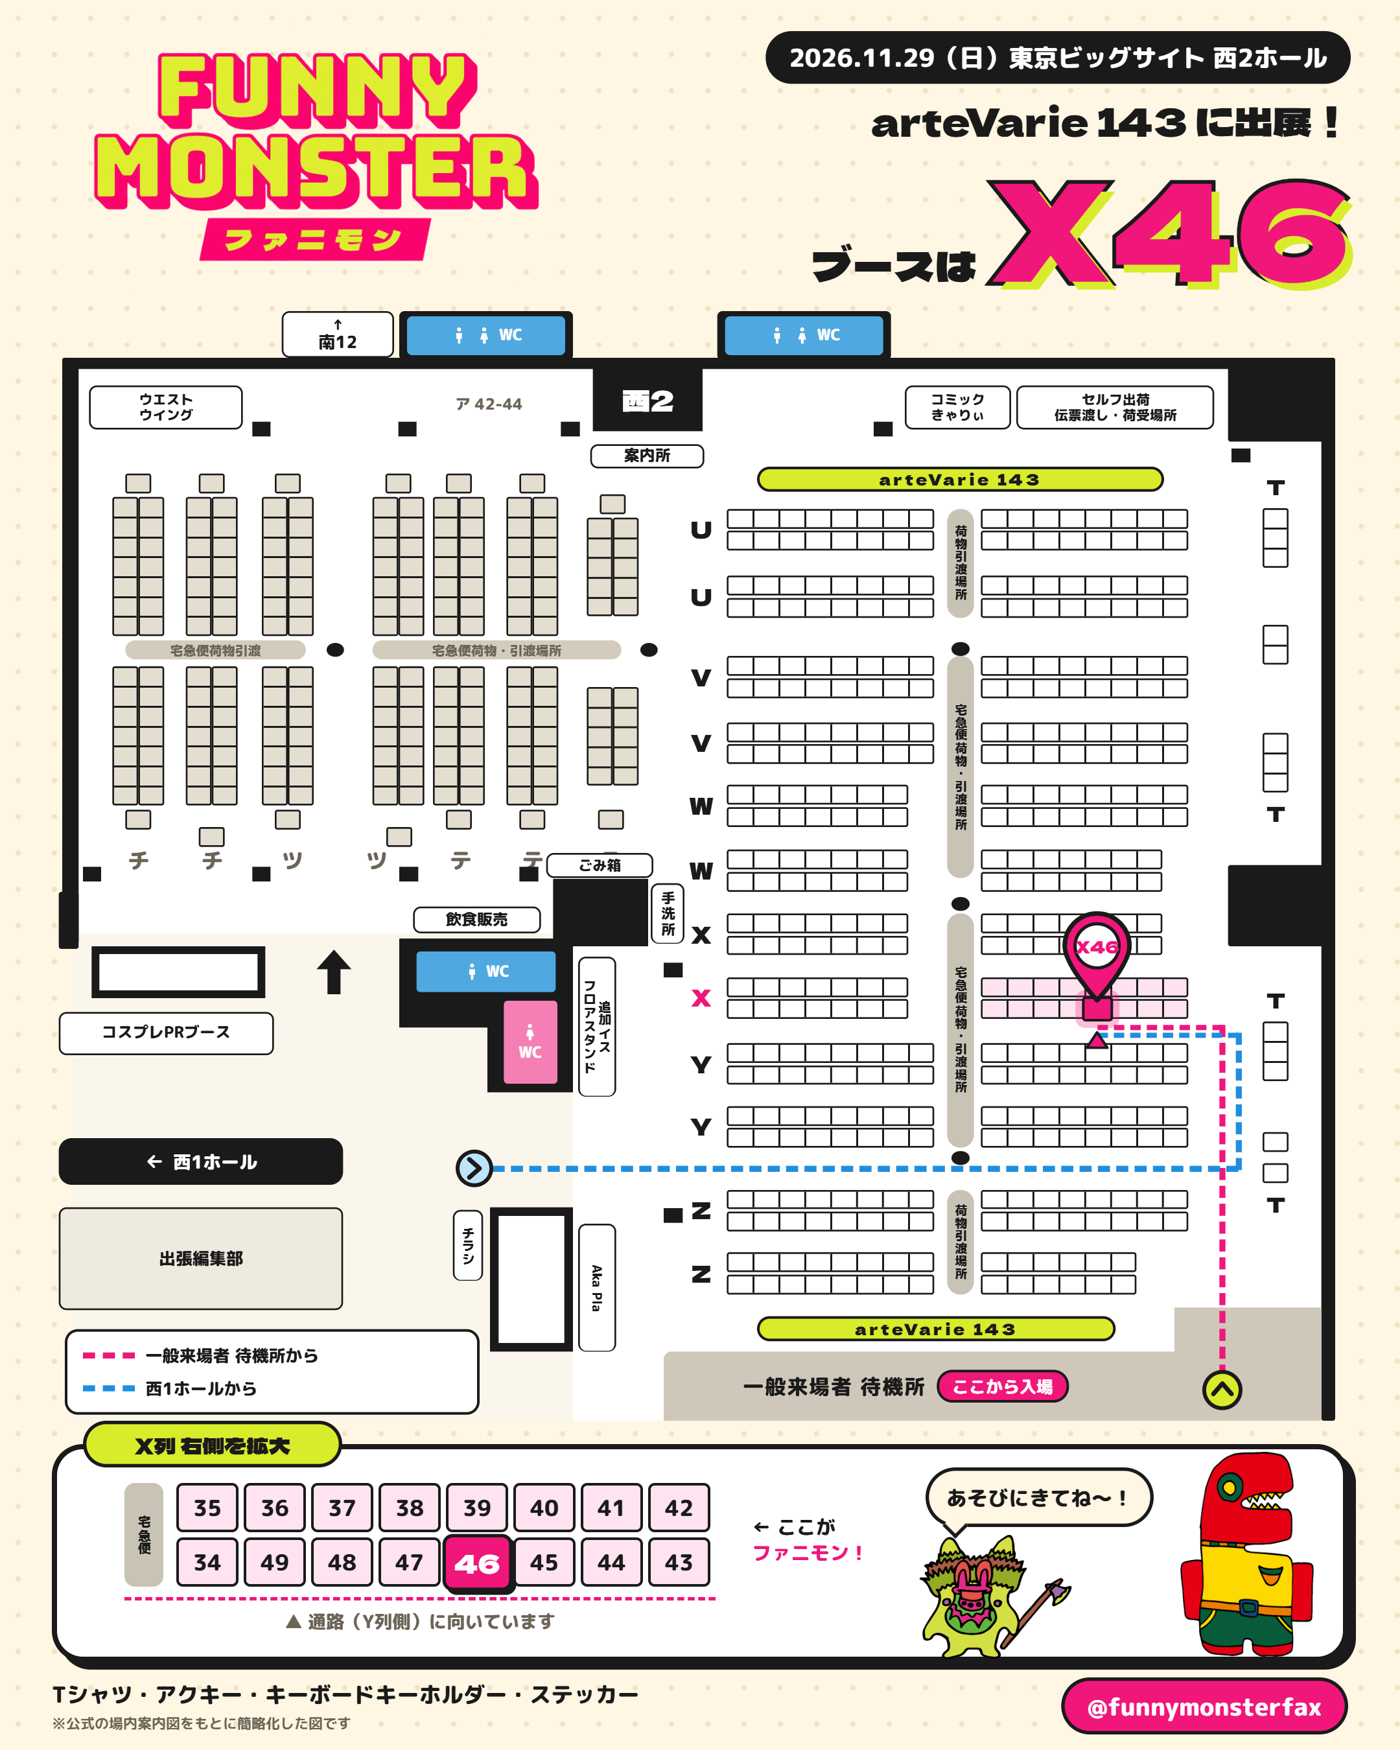 FUNNY
MONSTER
ファニモン
2026.11.29（日）東京ビッグサイト 西2ホール
arteVarie 143 に出展！
ブースは X46
↑
南12
WC
WC
ウエスト
ウイング
ア 42-44
西2
案内所
コミック
きゃりぃ
セルフ出荷
伝票渡し・荷受場所
arteVarie 143
T
U
荷物引渡場所
U
宅急便荷物引渡
宅急便荷物・引渡場所
V
宅急便荷物・引渡場所
V
W
T
チ
チ
ツ
ツ
テ
テ
ごみ箱
W
手洗所
飲食販売
X
X46
WC
X
宅急便荷物・引渡場所
T
コスプレPRブース
WC
追加イス
フロアスタンド
Y
Y
← 西1ホール
T
Z
荷物引渡場所
チラシ
出張編集部
Aka Pla
Z
arteVarie 143
一般来場者 待機所から
西1ホールから
一般来場者 待機所
ここから入場
X列 右側を拡大
宅急便
35 36 37 38 39 40 41 42
34 49 48 47 46 45 44 43
▲ 通路（Y列側）に向いています
← ここが
ファニモン！
あそびにきてね〜！
Tシャツ・アクキー・キーボードキーホルダー・ステッカー
※公式の場内案内図をもとに簡略化した図です
@funnymonsterfax